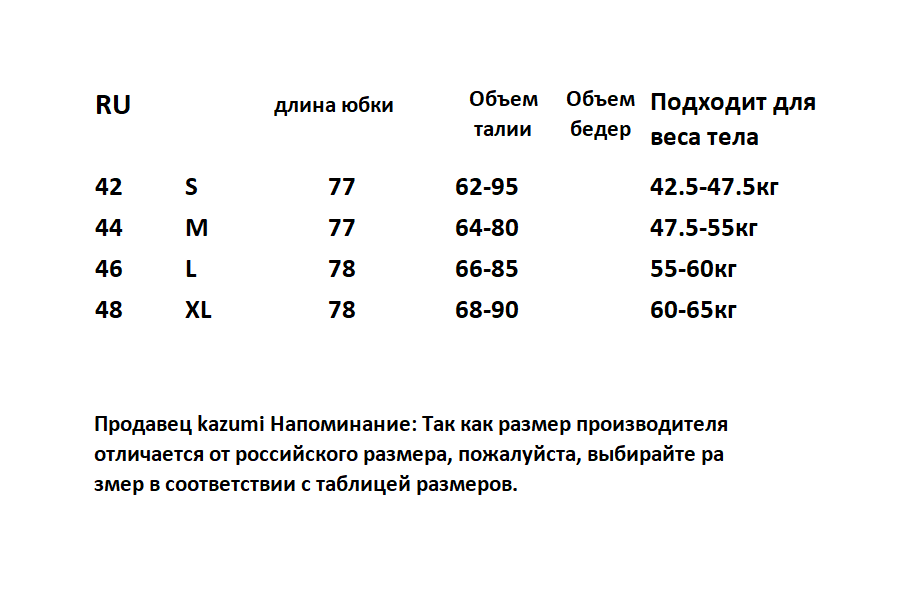 RU длина юбки Объем талии Объем бедер Подходит для веса тела
42 S 77 62-95 42.5-47.5кг
44 M 77 64-80 47.5-55кг
46 L 78 66-85 55-60кг
48 XL 78 68-90 60-65кг
Продавец kazumi Напоминание: Так как размер производителя
отличается от российского размера, пожалуйста, выбирайте ра
змер в соответствии с таблицей размеров.